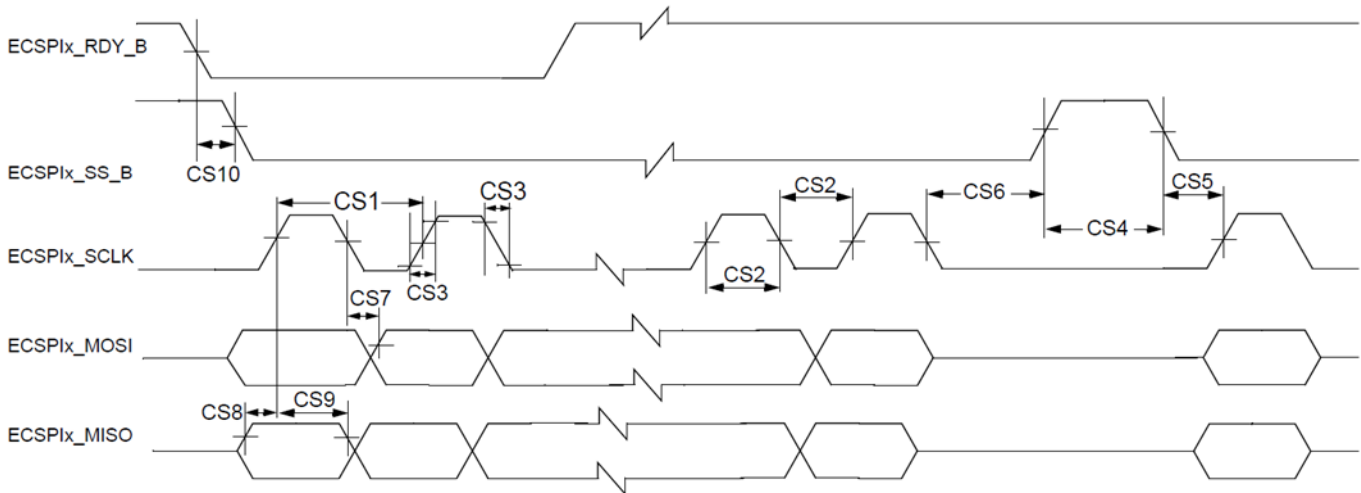 ECSPIx_RDY_B
ECSPIx_SS_B
CS10
CS1
CS3
CS2
CS6
CS5
CS4
ECSPIx_SCLK
CS3
CS2
CS7
ECSPIx_MOSI
CS8
CS9
ECSPIx_MISO